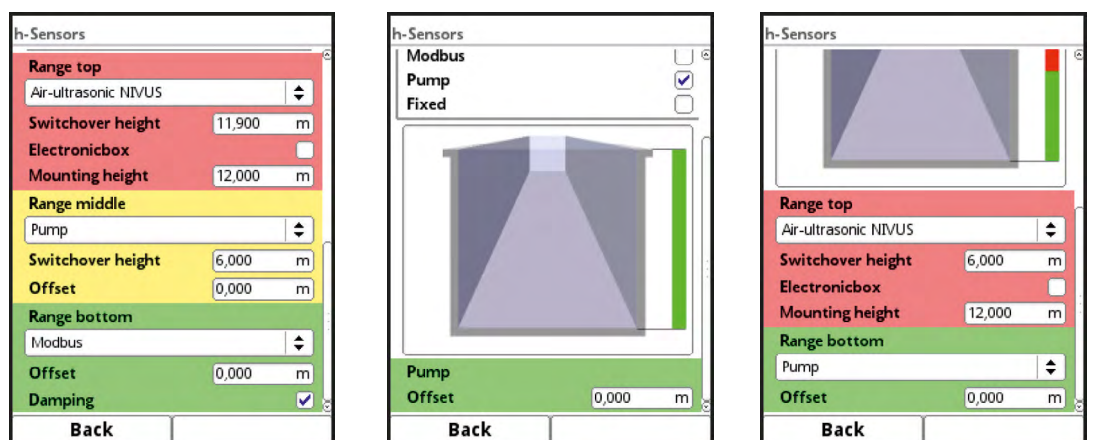 h-Sensors
Range top
Air-ultrasonic NIVUS
Switchover height 11,900 m
Electronicbox
Mounting height 12,000 m
Range middle
Pump
Switchover height 6,000 m
Offset 0,000 m
Range bottom
Modbus
Offset 0,000 m
Damping
Back
h-Sensors
Modbus
Pump
Fixed
Pump
Offset 0,000 m
Back
h-Sensors
Range top
Air-ultrasonic NIVUS
Switchover height 6,000 m
Electronicbox
Mounting height 12,000 m
Range bottom
Pump
Offset 0,000 m
Back